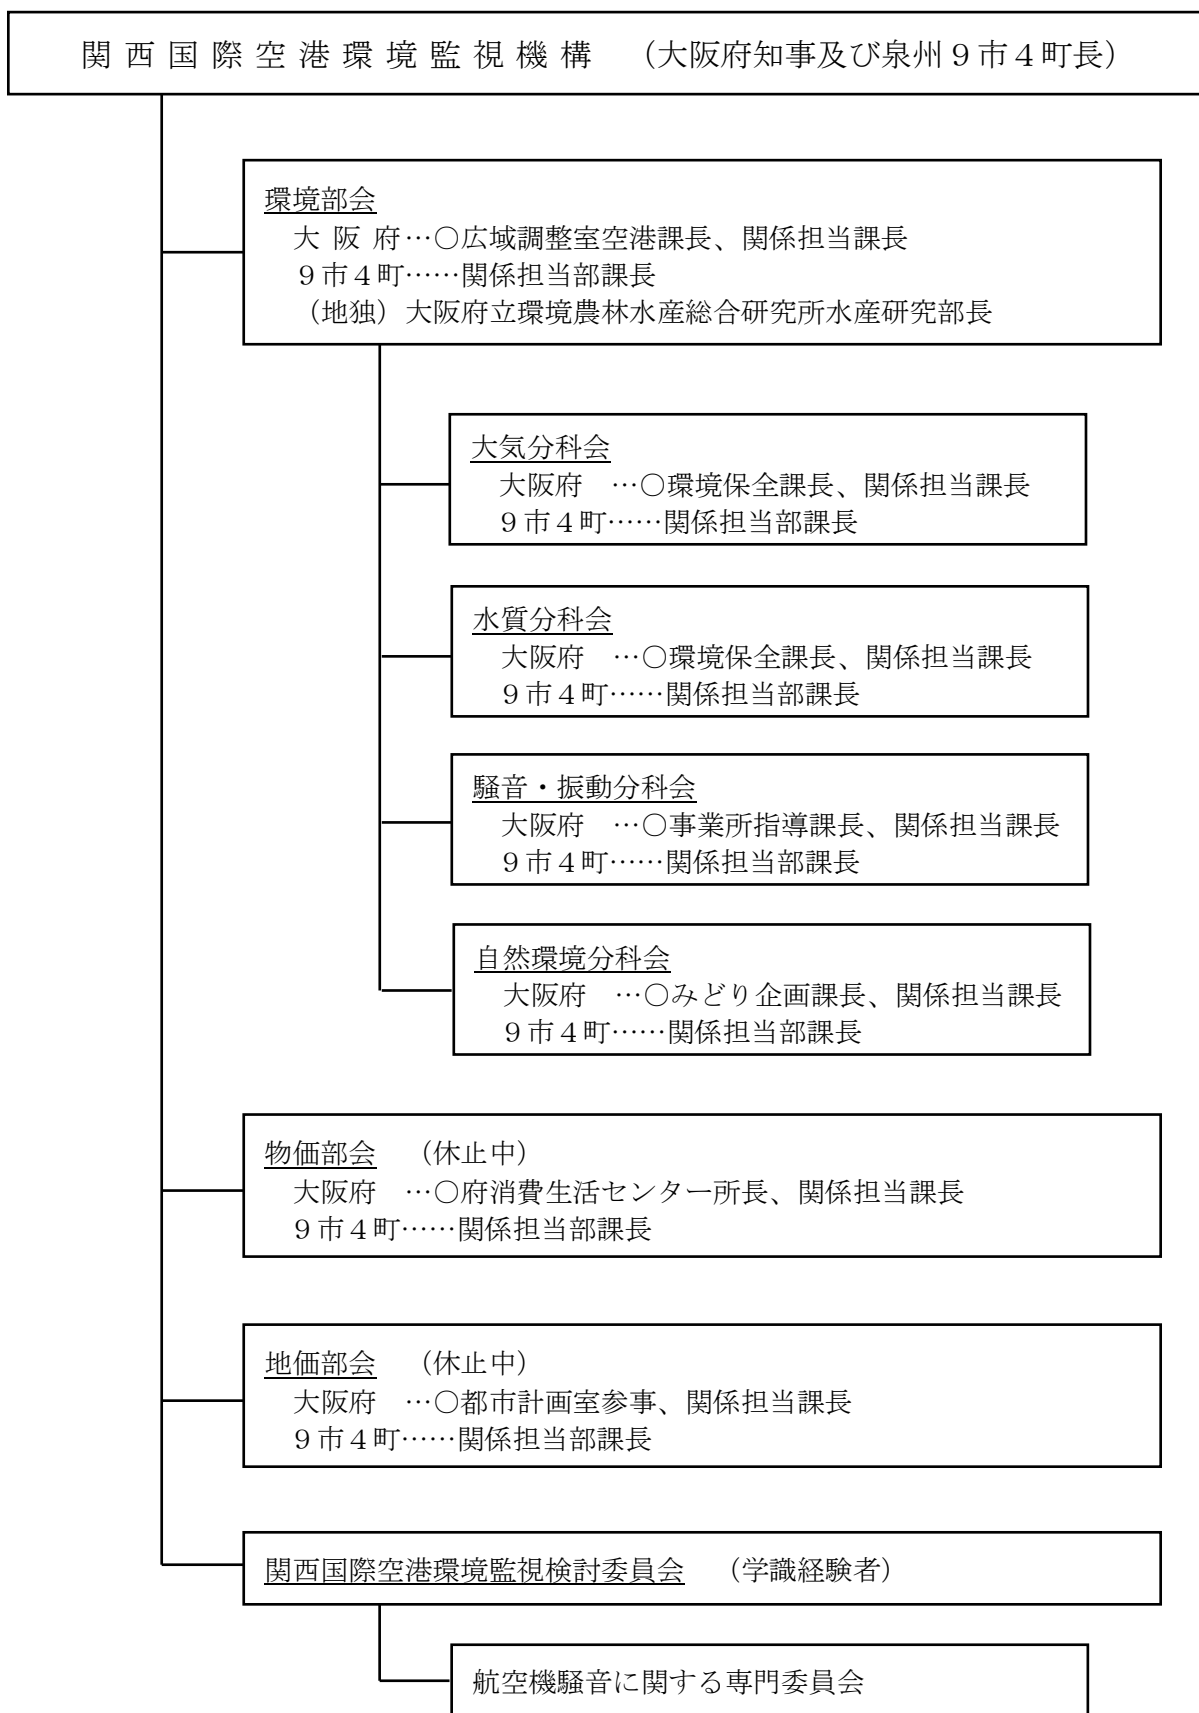 関西国際空港環境監視機構　（大阪府知事及び泉州９市４町長）
環境部会
大阪府…○広域調整室空港課長、関係担当課長
９市４町……関係担当部課長
（地独）大阪府立環境農林水産総合研究所水産研究部長
大気分科会
大阪府　…○環境保全課長、関係担当課長
９市４町……関係担当部課長
水質分科会
大阪府　…○環境保全課長、関係担当課長
９市４町……関係担当部課長
騒音・振動分科会
大阪府　…○事業所指導課長、関係担当課長
９市４町……関係担当部課長
自然環境分科会
大阪府　…○みどり企画課長、関係担当課長
９市４町……関係担当部課長
物価部会　（休止中）
大阪府　…○府消費生活センター所長、関係担当課長
９市４町……関係担当部課長
地価部会　（休止中）
大阪府　…○都市計画室参事、関係担当課長
９市４町……関係担当部課長
関西国際空港環境監視検討委員会　（学識経験者）
航空機騒音に関する専門委員会